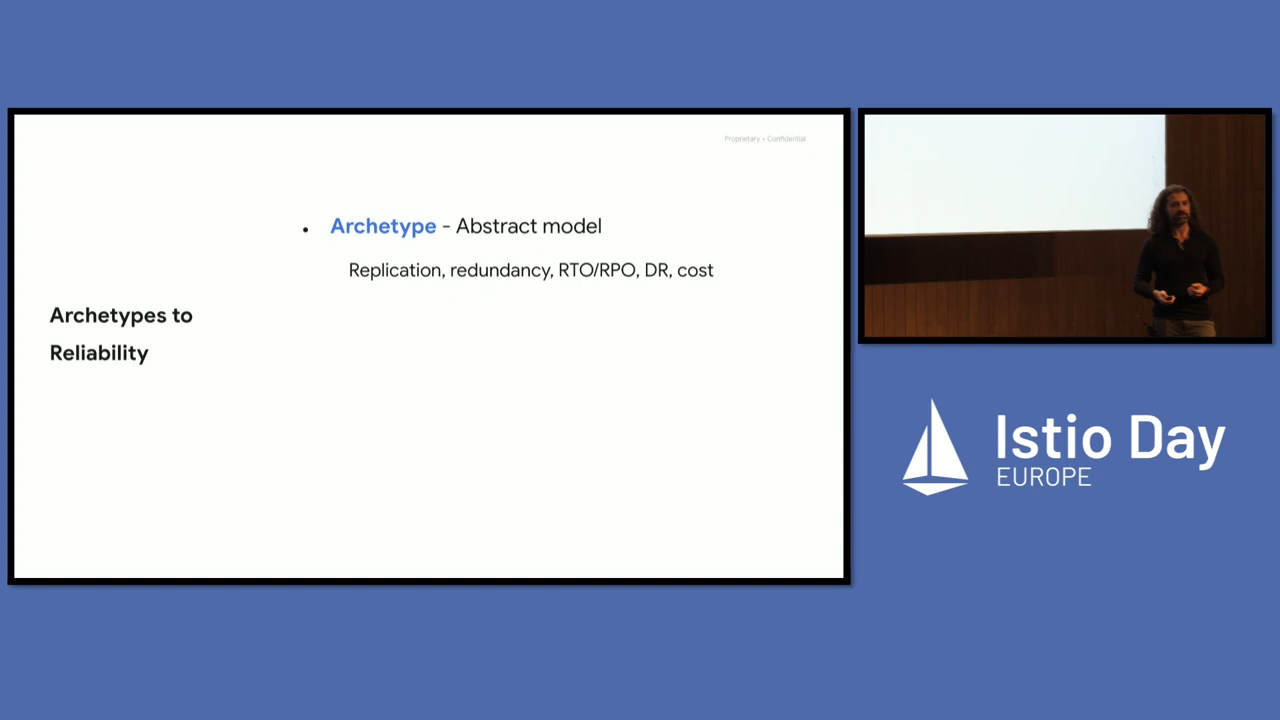 Proprietary + Confidential
• Archetype - Abstract model
Replication, redundancy, RTO/RPO, DR, cost
Archetypes to
Reliability
Istio Day
EUROPE